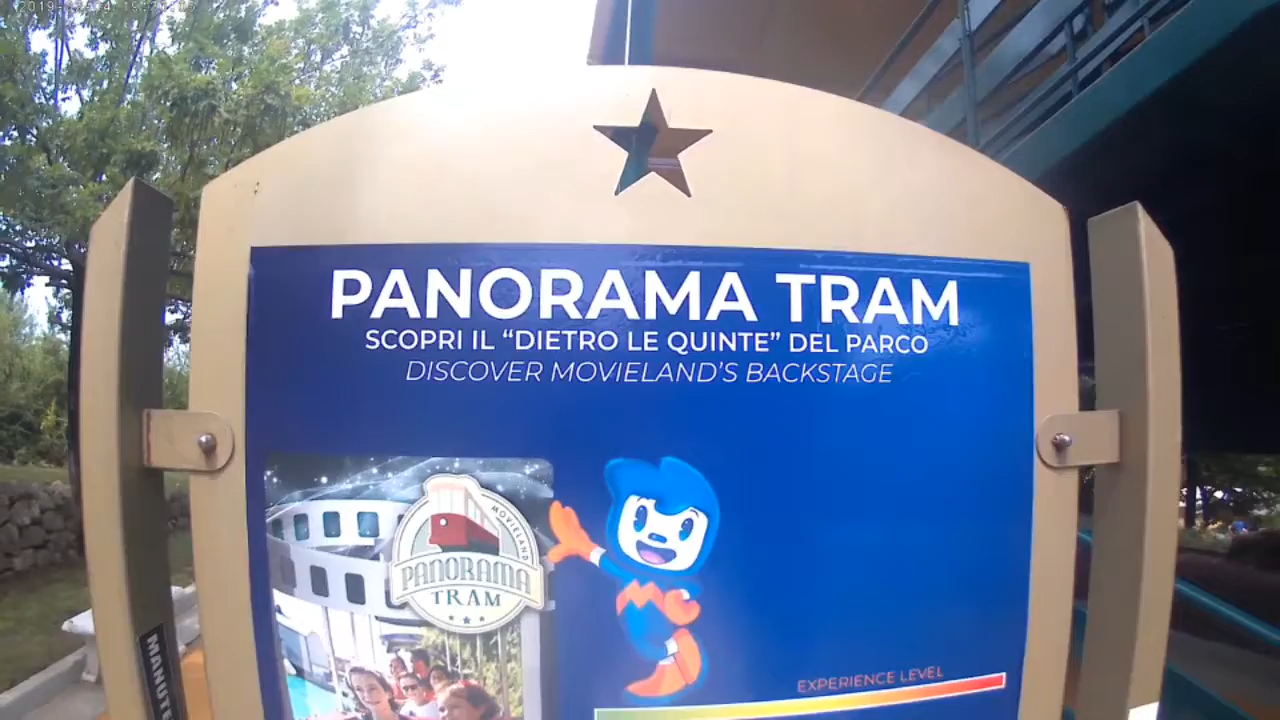 PANORAMA TRAM
SCOPRI IL “DIETRO LE QUINTE” DEL PARCO
DISCOVER MOVIELAND'S BACKSTAGE
MOVIELAND
PANORAMA
TRAM
EXPERIENCE LEVEL